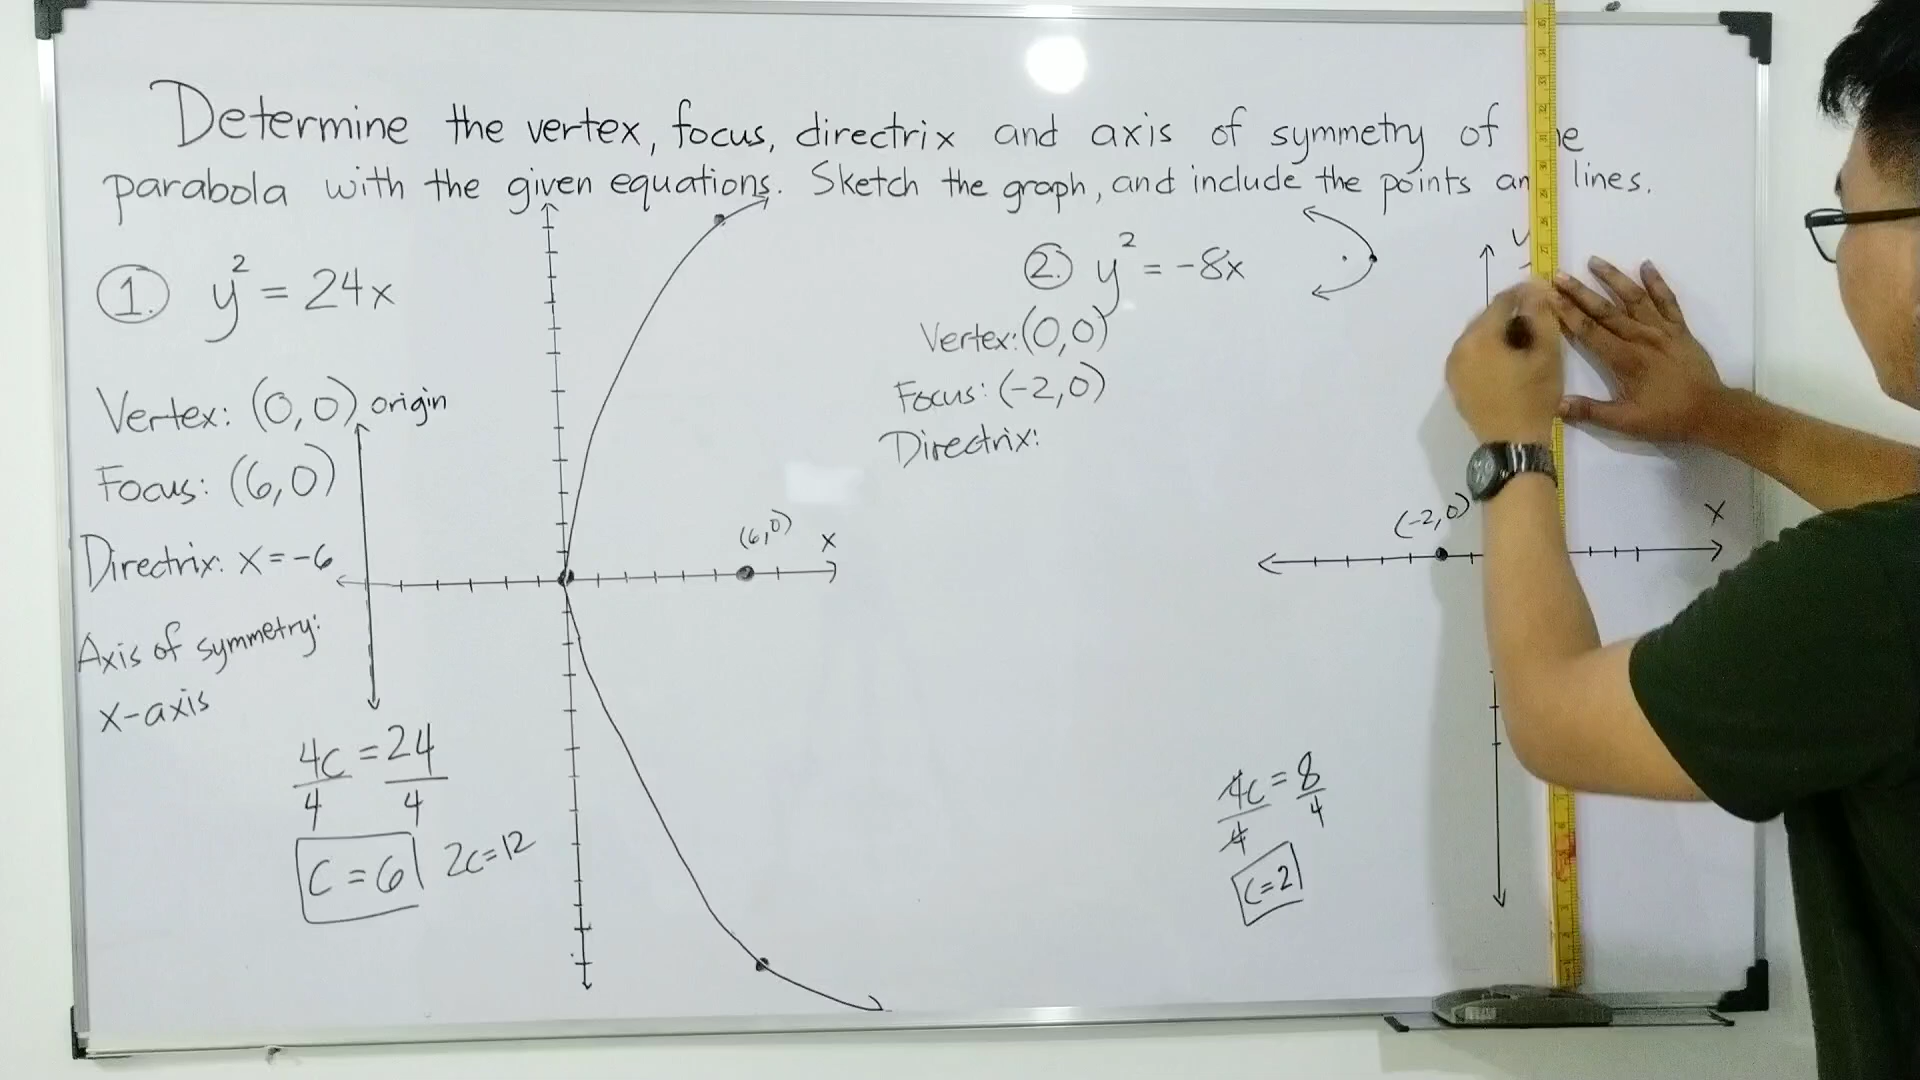 Determine the vertex, focus, directrix and axis of symmetry of he
parabola with the given equations. Sketch the graph, and include the points an lines.
1. y² = 24x
Vertex: (0,0) origin
Focus: (6,0)
Directrix: x=-6
Axis of symmetry:
x-axis
4c = 24
4 4
c = 6 2c=12
(6,0) x
2. y² = -8x
Vertex: (0,0)
Focus: (-2,0)
Directrix:
(-2,0) x
4c = 8
4 4
c=2